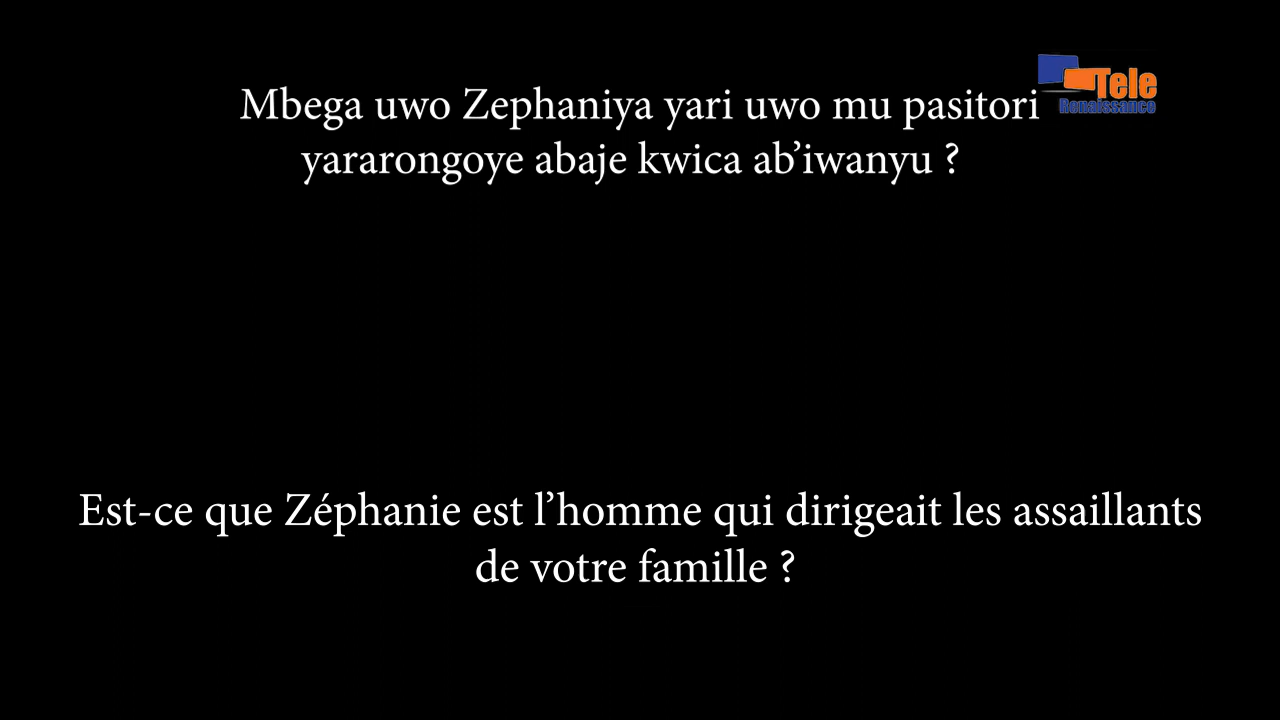 Mbega uwo Zephaniya yari uwo mu pasitori
yararongoye abaje kwica ab’iwanyu ?
Tele
Renaissance
Est-ce que Zéphanie est l’homme qui dirigeait les assaillants
de votre famille ?